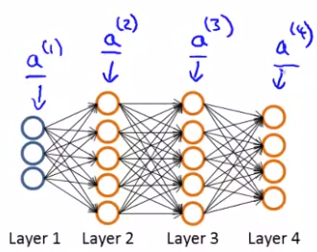 a^(1) a^(2) a^(3) a^(4)
Layer 1 Layer 2 Layer 3 Layer 4